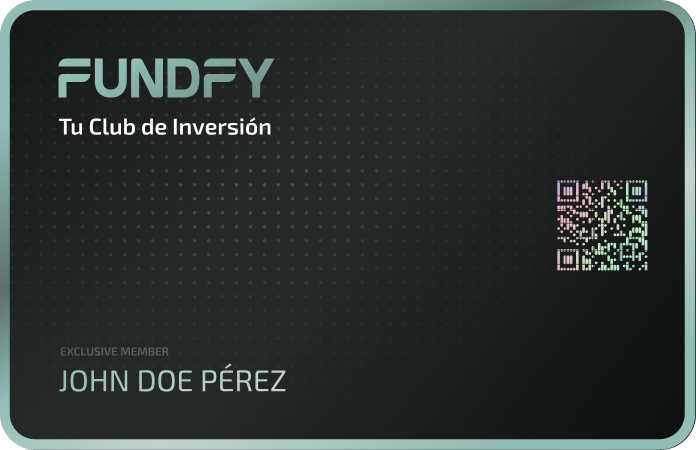 FUNDFY
Tu Club de Inversión
EXCLUSIVE MEMBER
JOHN DOE PÉREZ